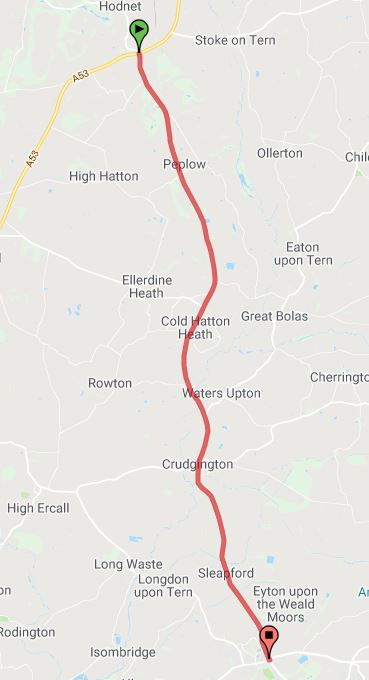 Hodnet
Stoke on Tern
A53
Ollerton
Peplow
High Hatton
A53
Eaton
upon Tern
Ellerdine
Heath
Great Bolas
Cold Hatton
Heath
Rowton
Waters Upton
Cherringt
Crudgington
High Ercall
Long Waste
Longdon
upon Tern
Sleapford
Eyton upon
the Weald
Moors
Rodington
Isombridge